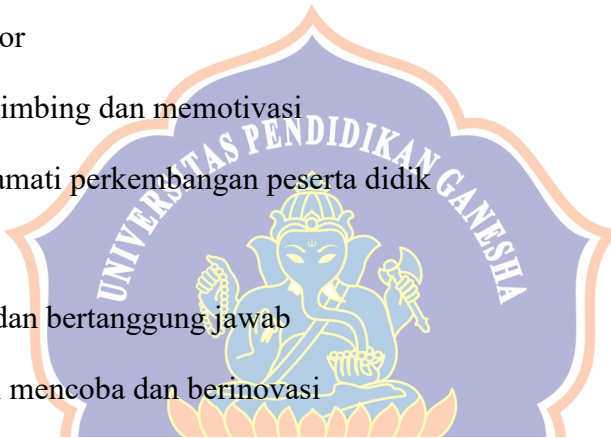 or
imbing dan memotivasi
amati perkembangan peserta didik
UNIVERSITAS PENDIDIKAN GANESHA
dan bertanggung jawab
mencoba dan berinovasi